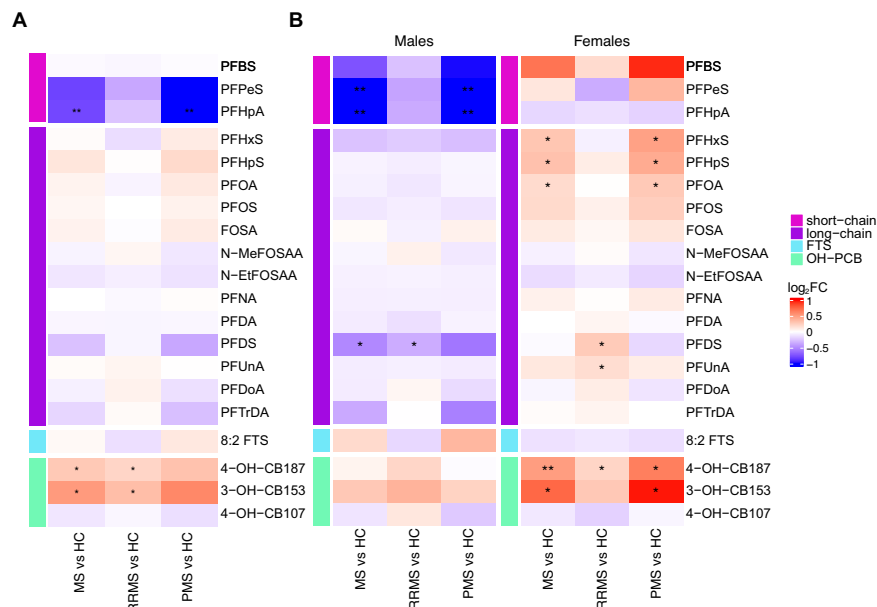 A
B
Males
Females
PFBS
PFPeS
PFHpA
** **
PFHxS
PFHpS
PFOA
PFOS
FOSA
N−MeFOSAA
N−EtFOSAA
PFNA
PFDA
PFDS
PFUnA
PFDoA
PFTrDA
8:2 FTS
4−OH−CB187
* *
3−OH−CB153
* *
4−OH−CB107
MS vs HC
RRMS vs HC
PMS vs HC
** **
** **
* *
MS vs HC
RRMS vs HC
PMS vs HC
PFBS
PFPeS
PFHpA
PFHxS
* *
PFHpS
* *
PFOA
* *
PFOS
FOSA
N−MeFOSAA
N−EtFOSAA
PFNA
PFDA
PFDS
*
PFUnA
*
PFDoA
PFTrDA
8:2 FTS
4−OH−CB187
** * *
3−OH−CB153
* *
4−OH−CB107
MS vs HC
RRMS vs HC
PMS vs HC
short−chain
long−chain
FTS
OH−PCB
log₂FC
1
0.5
0
−0.5
−1